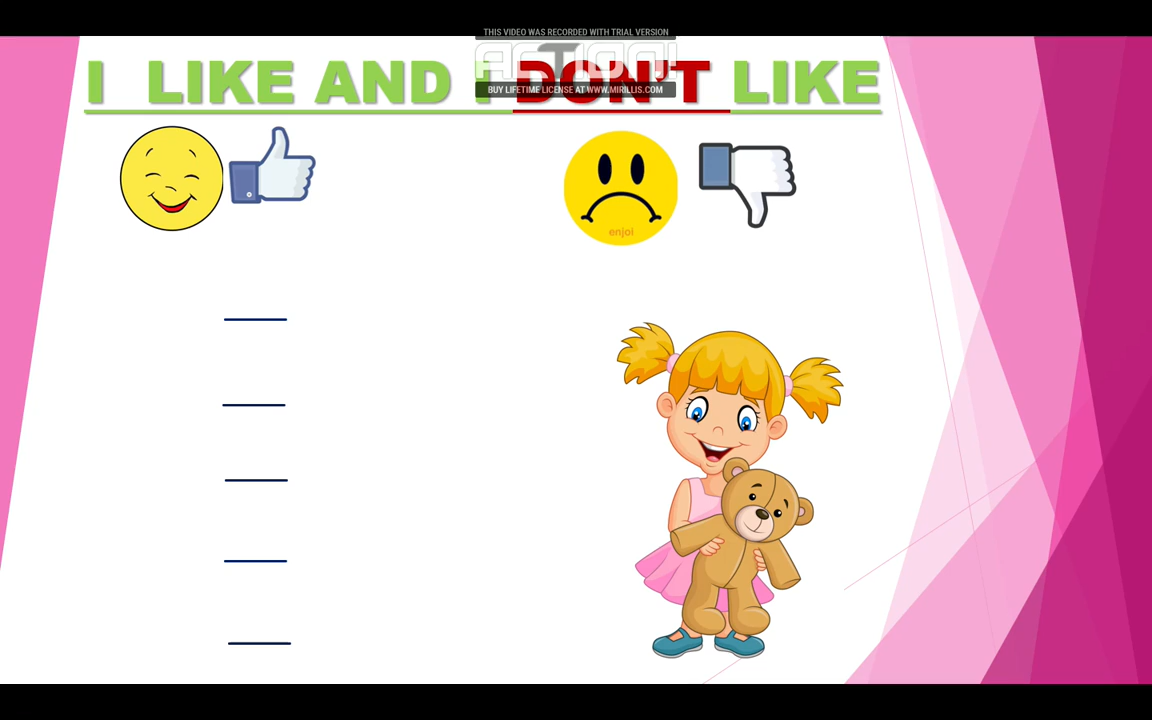 THIS VIDEO WAS RECORDED WITH TRIAL VERSION
I LIKE AND I DON'T LIKE
BUY LIFETIME LICENSE AT WWW.MIRILLIS.COM
enjoi